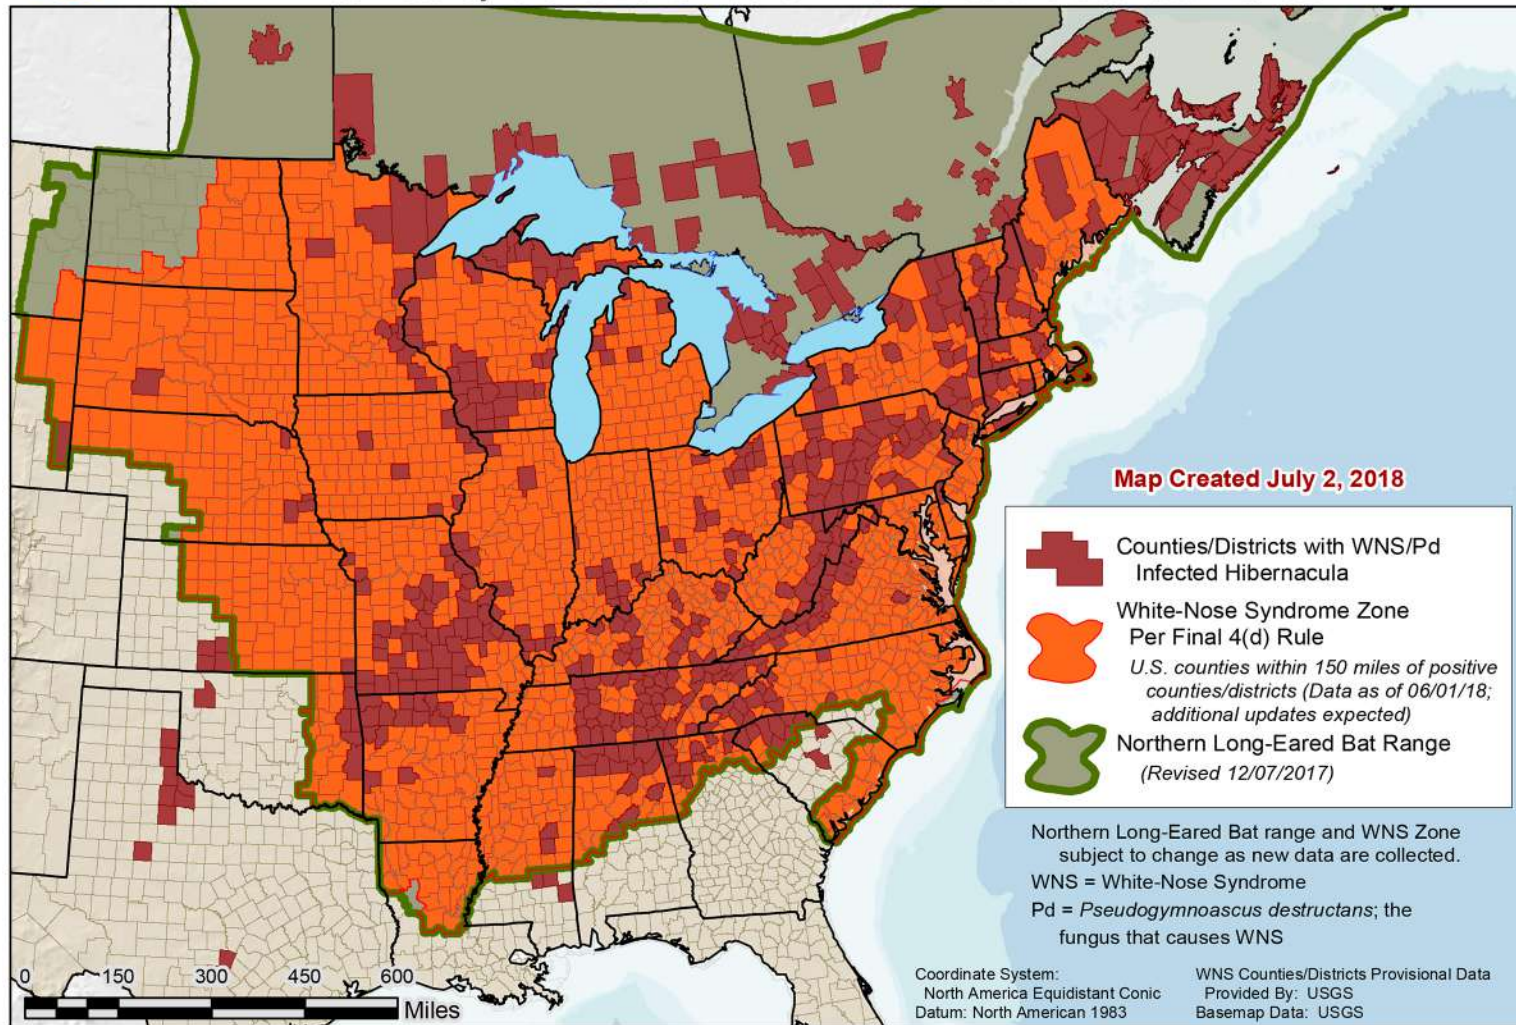 Map Created July 2, 2018
Counties/Districts with WNS/Pd
Infected Hibernacula
White-Nose Syndrome Zone
Per Final 4(d) Rule
U.S. counties within 150 miles of positive
counties/districts (Data as of 06/01/18;
additional updates expected)
Northern Long-Eared Bat Range
(Revised 12/07/2017)
Northern Long-Eared Bat range and WNS Zone
subject to change as new data are collected.
WNS = White-Nose Syndrome
Pd = Pseudogymnoascus destructans; the
fungus that causes WNS
0 150 300 450 600
Miles
Coordinate System:
North America Equidistant Conic
Datum: North American 1983
WNS Counties/Districts Provisional Data
Provided By: USGS
Basemap Data: USGS